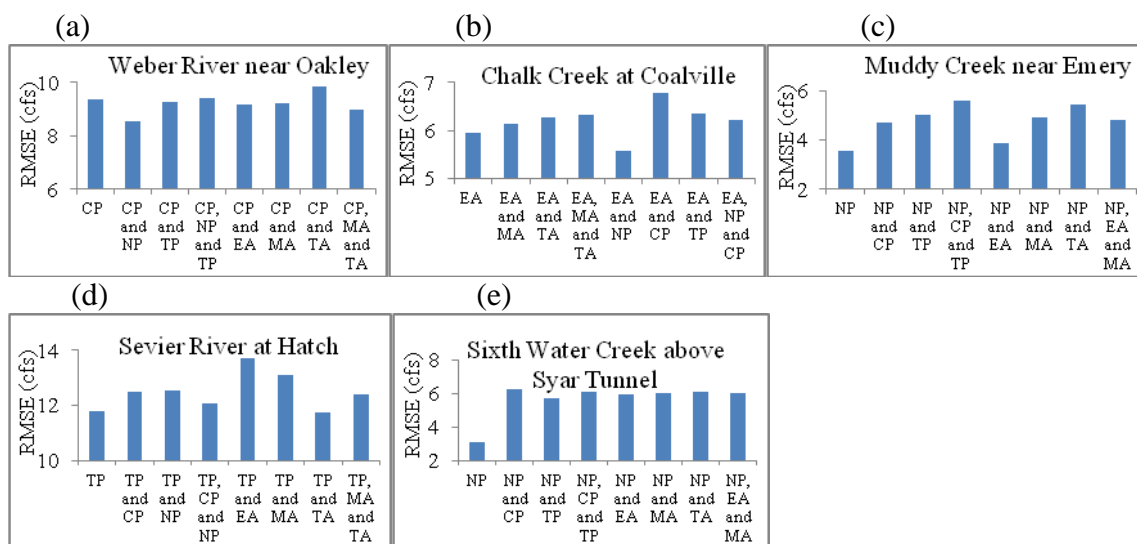 (a)
Weber River near Oakley
RMSE (cfs)
10
8
6
CP
CP and NP
CP and TP
CP, NP and TP
CP and EA
CP and MA
CP and TA
CP, MA and TA
(b)
Chalk Creek at Coalville
RMSE (cfs)
7
6
5
EA
EA and MA
EA and TA
EA, MA and TA
EA and NP
EA and CP
EA and TP
EA, NP and CP
(c)
Muddy Creek near Emery
RMSE (cfs)
6
4
2
NP
NP and CP
NP and TP
NP, CP and TP
NP and EA
NP and MA
NP and TA
NP, EA and MA
(d)
Sevier River at Hatch
RMSE (cfs)
14
12
10
TP
TP and CP
TP and NP
TP, CP and NP
TP and EA
TP and MA
TP and TA
TP, MA and TA
(e)
Sixth Water Creek above
Syar Tunnel
RMSE (cfs)
8
6
4
2
NP
NP and CP
NP and TP
NP, CP and TP
NP and EA
NP and MA
NP and TA
NP, EA and MA